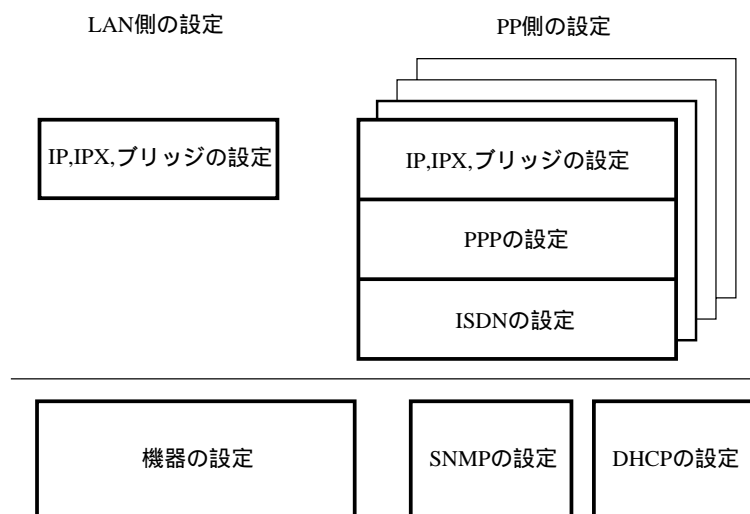 LAN側の設定
PP側の設定
IP,IPX,ブリッジの設定
IP,IPX,ブリッジの設定
PPPの設定
ISDNの設定
機器の設定
SNMPの設定
DHCPの設定